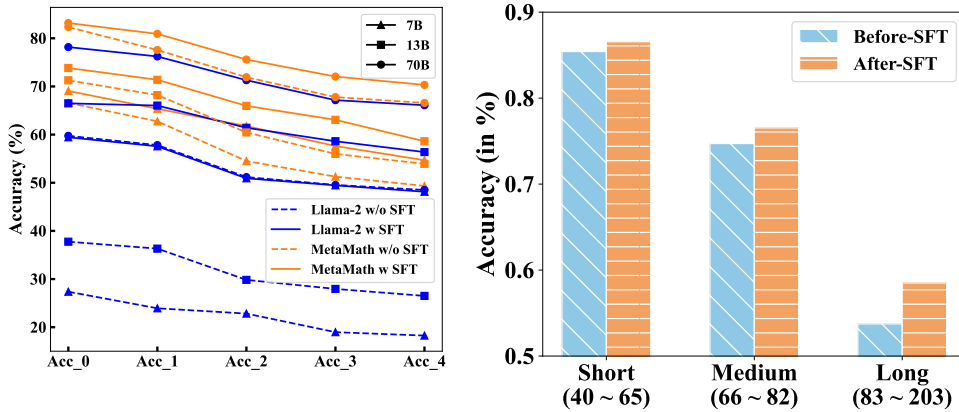 80
70
60
50
40
30
20
Accuracy (%)
7B
13B
70B
Llama-2 w/o SFT
Llama-2 w SFT
MetaMath w/o SFT
MetaMath w SFT
Acc_0 Acc_1 Acc_2 Acc_3 Acc_4
0.9
0.8
0.7
0.6
0.5
Accuracy (in %)
Before-SFT
After-SFT
Short Medium Long
(40 ~ 65) (66 ~ 82) (83 ~ 203)